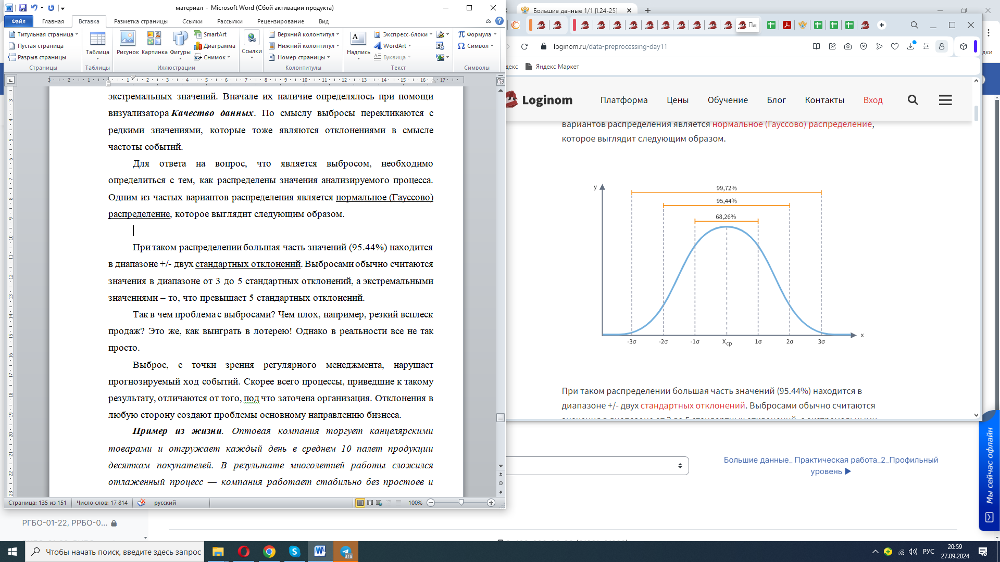 материал - Microsoft Word (Сбой активации продукта)
Файл Главная Вставка Разметка страницы Ссылки Рассылки Рецензирование Вид
Титульная страница
Пустая страница
Разрыв страницы
Страницы
Таблица
Таблицы
Рисунок Картинка Фигуры
SmartArt
Диаграмма
Снимок
Иллюстрации
Ссылки
Верхний колонтитул
Нижний колонтитул
Номер страницы
Колонтитулы
Надпись
Экспресс-блоки
WordArt
Буквица
Текст
Формула
Символ
Символы
экстремальных значений. Вначале их наличие определялось при помощи
визуализатора Качество данных. По смыслу выбросы перекликаются с
редкими значениями, которые тоже являются отклонениями в смысле
частоты событий.
Для ответа на вопрос, что является выбросом, необходимо
определиться с тем, как распределены значения анализируемого процесса.
Одним из частых вариантов распределения является нормальное (Гауссово)
распределение, которое выглядит следующим образом.
При таком распределении большая часть значений (95.44%) находится
в диапазоне +/- двух стандартных отклонений. Выбросами обычно считаются
значения в диапазоне от 3 до 5 стандартных отклонений, а экстремальными
значениями – то, что превышает 5 стандартных отклонений.
Так в чем проблема с выбросами? Чем плох, например, резкий всплеск
продаж? Это же, как выиграть в лотерею! Однако в реальности все не так
просто.
Выброс, с точки зрения регулярного менеджмента, нарушает
прогнозируемый ход событий. Скорее всего процессы, приведшие к такому
результату, отличаются от того, под что заточена организация. Отклонения в
любую сторону создают проблемы основному направлению бизнеса.
Пример из жизни. Оптовая компания торгует канцелярскими
товарами и отгружает каждый день в среднем 10 палет продукции
десяткам покупателей. В результате многолетней работы сложился
отлаженный процесс — компания работает стабильно без простоев и
Страница: 135 из 151 Число слов: 17 814 русский 100%
Большие данные 1/1 [I.24-25]
Па
loginom.ru/data-preprocessing-day11
декс Яндекс Маркет
дки
Loginom Платформа Цены Обучение Блог Контакты Вход
вариантов распределения является нормальное (Гауссово) распределение,
которое выглядит следующим образом.
y
99,72%
95,44%
68,26%
-3σ -2σ -1σ Xср 1σ 2σ 3σ x
При таком распределении большая часть значений (95.44%) находится в
диапазоне +/- двух стандартных отклонений. Выбросами обычно считаются
Большие данные_ Практическая работа_2_Профильный
уровень ►
Мы сейчас офлайн
РГБО-01-22, РРБО-0...
Чтобы начать поиск, введите здесь запрос
318
РУС
20:59
27.09.2024